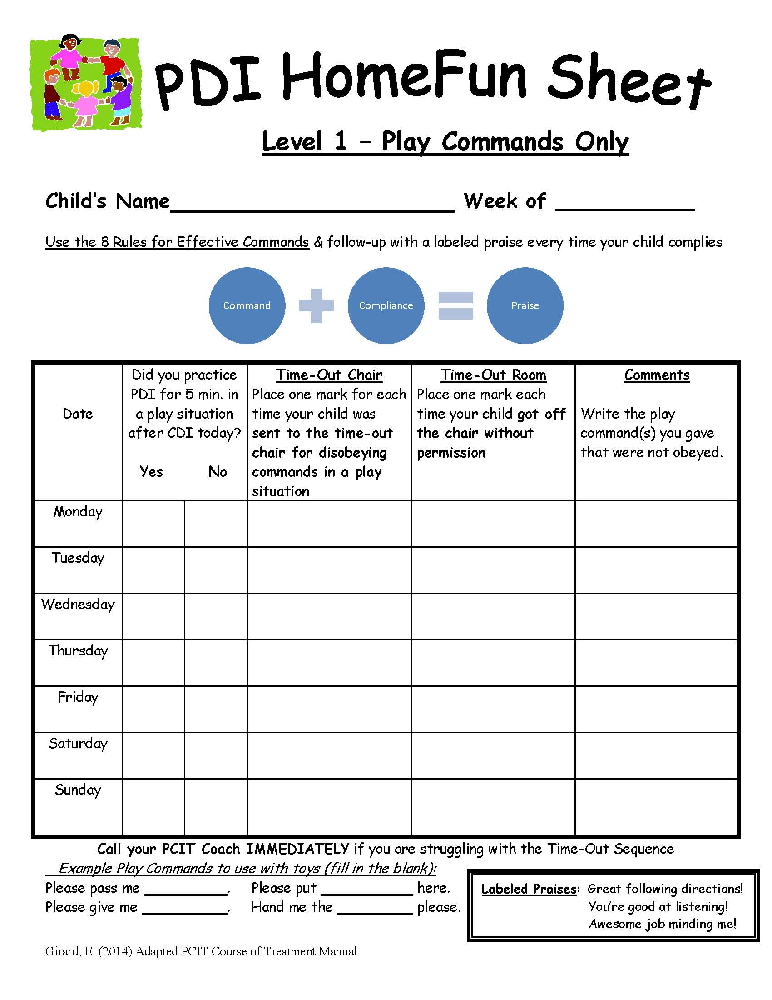 PDI HomeFun Sheet
Level 1 – Play Commands Only
Child's Name______________________ Week of ___________
Use the 8 Rules for Effective Commands & follow-up with a labeled praise every time your child complies
Command
Compliance
Praise
Date
Did you practice
PDI for 5 min. in
a play situation
after CDI today?
Yes No
Time-Out Chair
Place one mark for each
time your child was
sent to the time-out
chair for disobeying
commands in a play
situation
Time-Out Room
Place one mark each
time your child got off
the chair without
permission
Comments
Write the play
command(s) you gave
that were not obeyed.
Monday
Tuesday
Wednesday
Thursday
Friday
Saturday
Sunday
Call your PCIT Coach IMMEDIATELY if you are struggling with the Time-Out Sequence
Example Play Commands to use with toys (fill in the blank):
Please pass me __________. Please put ___________ here.
Please give me __________. Hand me the _________ please.
Labeled Praises: Great following directions!
You're good at listening!
Awesome job minding me!
Girard, E. (2014) Adapted PCIT Course of Treatment Manual